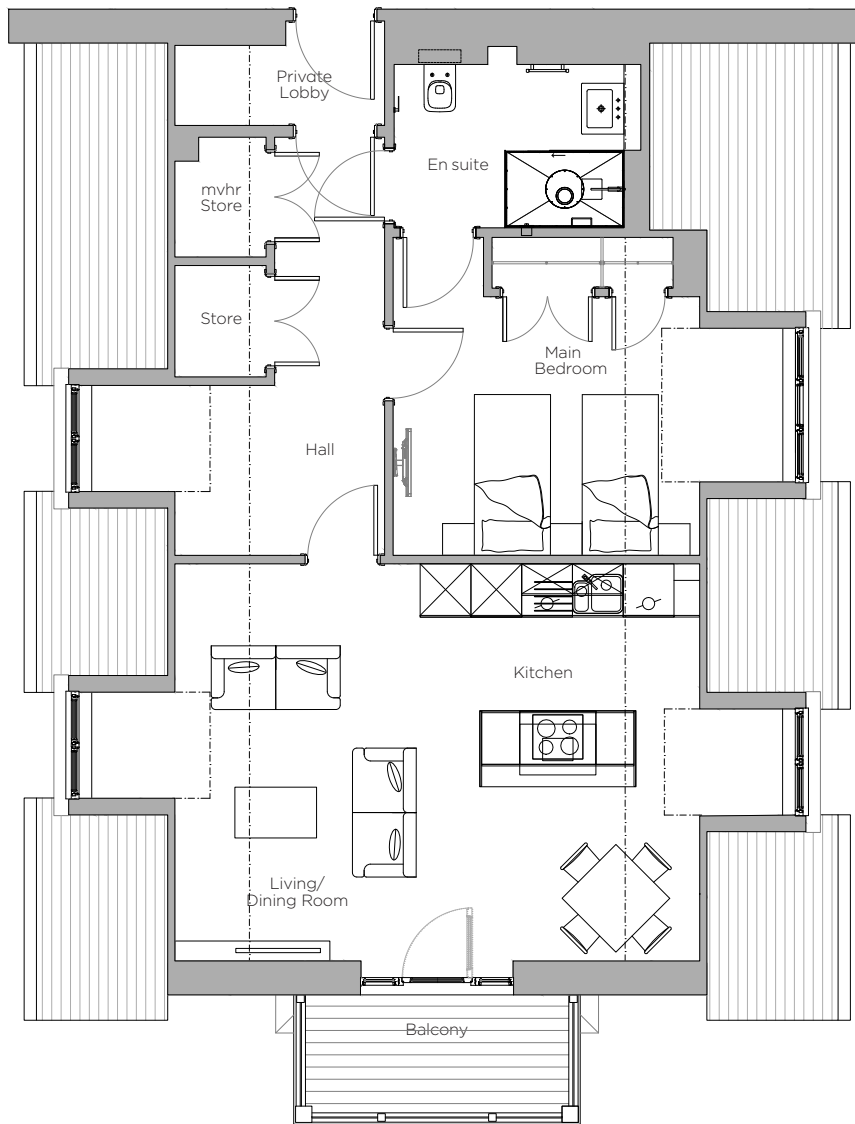 Private
Lobby
En suite
mvhr
Store
Store
Main
Bedroom
Hall
Kitchen
Living/
Dining Room
Balcony